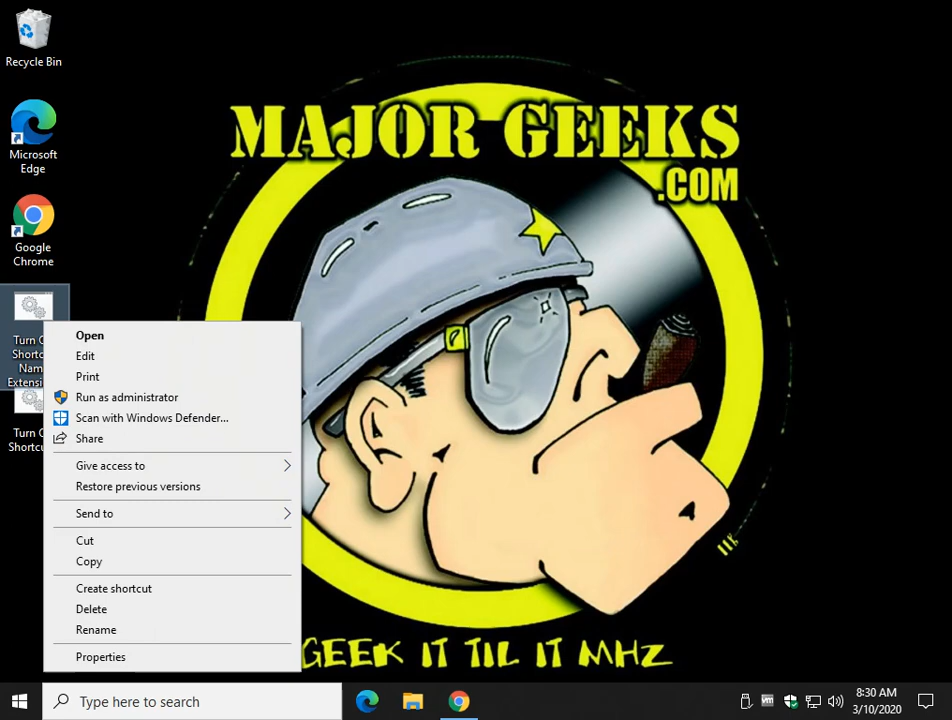 Recycle Bin
Microsoft
Edge
Google
Chrome
Turn
Shortc
Nam
Extensi
Turn
Shortcu
MAJOR GEEKS
.COM
GEEK IT TIL IT MHZ
Open
Edit
Print
Run as administrator
Scan with Windows Defender...
Share
Give access to
Restore previous versions
Send to
Cut
Copy
Create shortcut
Delete
Rename
Properties
Type here to search
vm
8:30 AM
3/10/2020